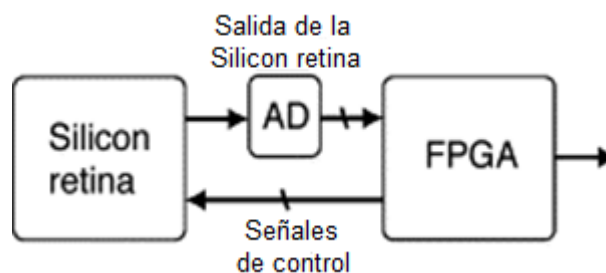 Salida de la
Silicon retina
Silicon
retina
AD
FPGA
Señales
de control